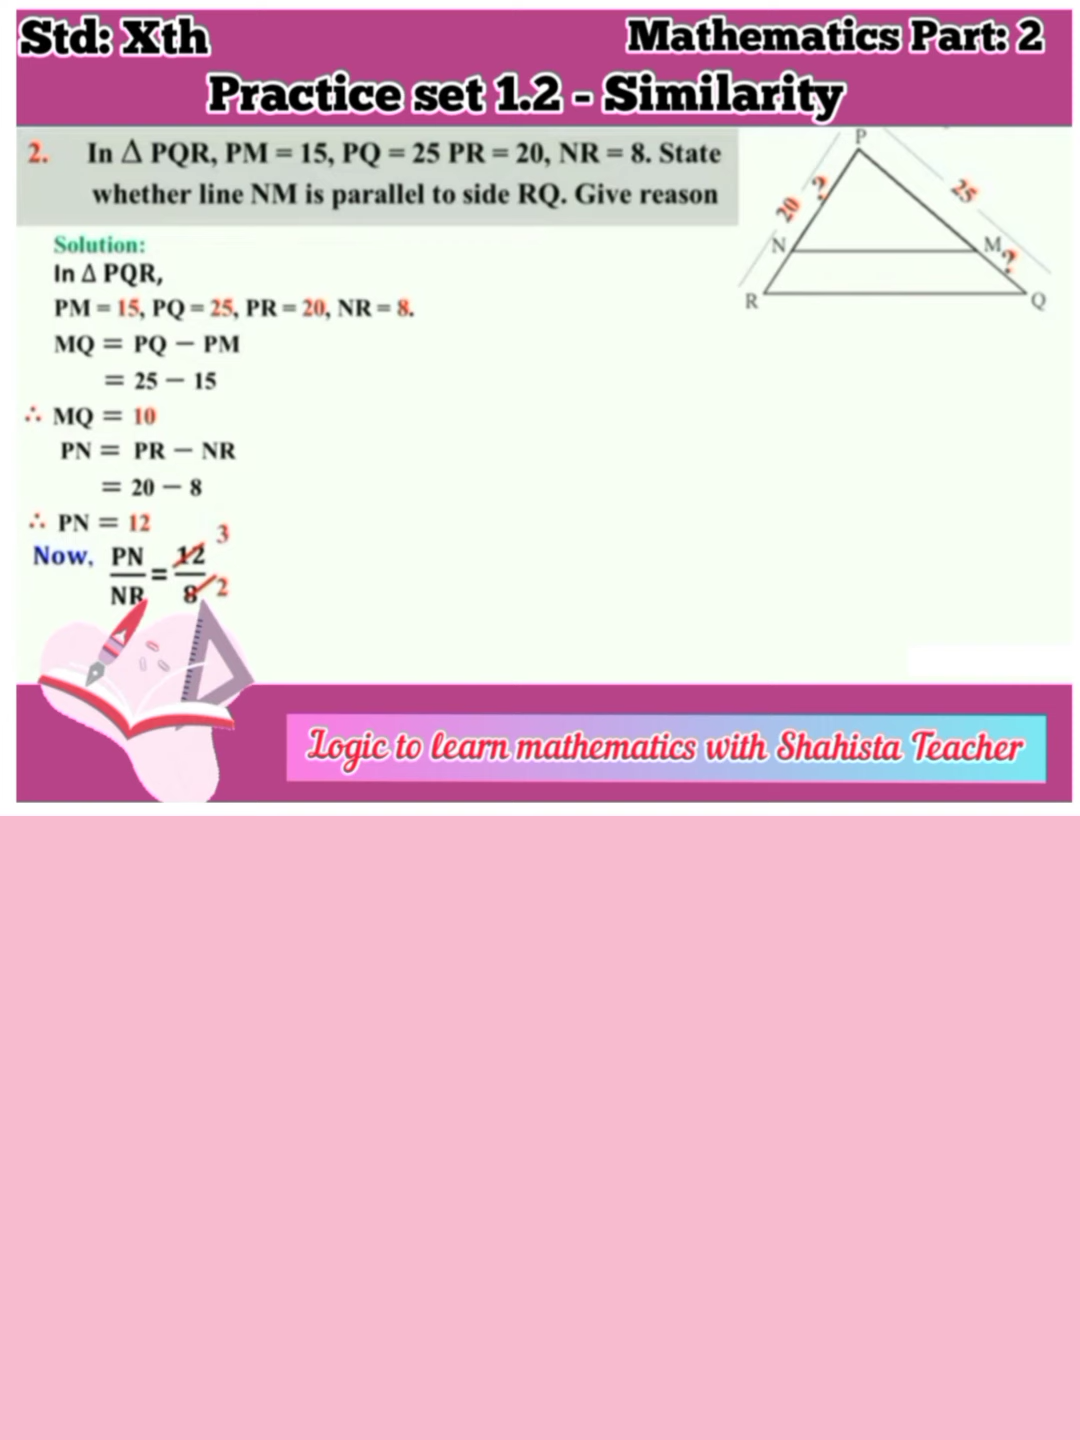 Std: Xth
Mathematics Part: 2
Practice set 1.2 - Similarity
2. In Δ PQR, PM = 15, PQ = 25 PR = 20, NR = 8. State
whether line NM is parallel to side RQ. Give reason
P
20
?
25
N
M
?
R
Q
Solution:
In Δ PQR,
PM = 15, PQ = 25, PR = 20, NR = 8.
MQ = PQ − PM
= 25 − 15
∴ MQ = 10
PN = PR − NR
= 20 − 8
∴ PN = 12
3
Now, PN = 12
NR 8 2
Logic to learn mathematics with Shahista Teacher